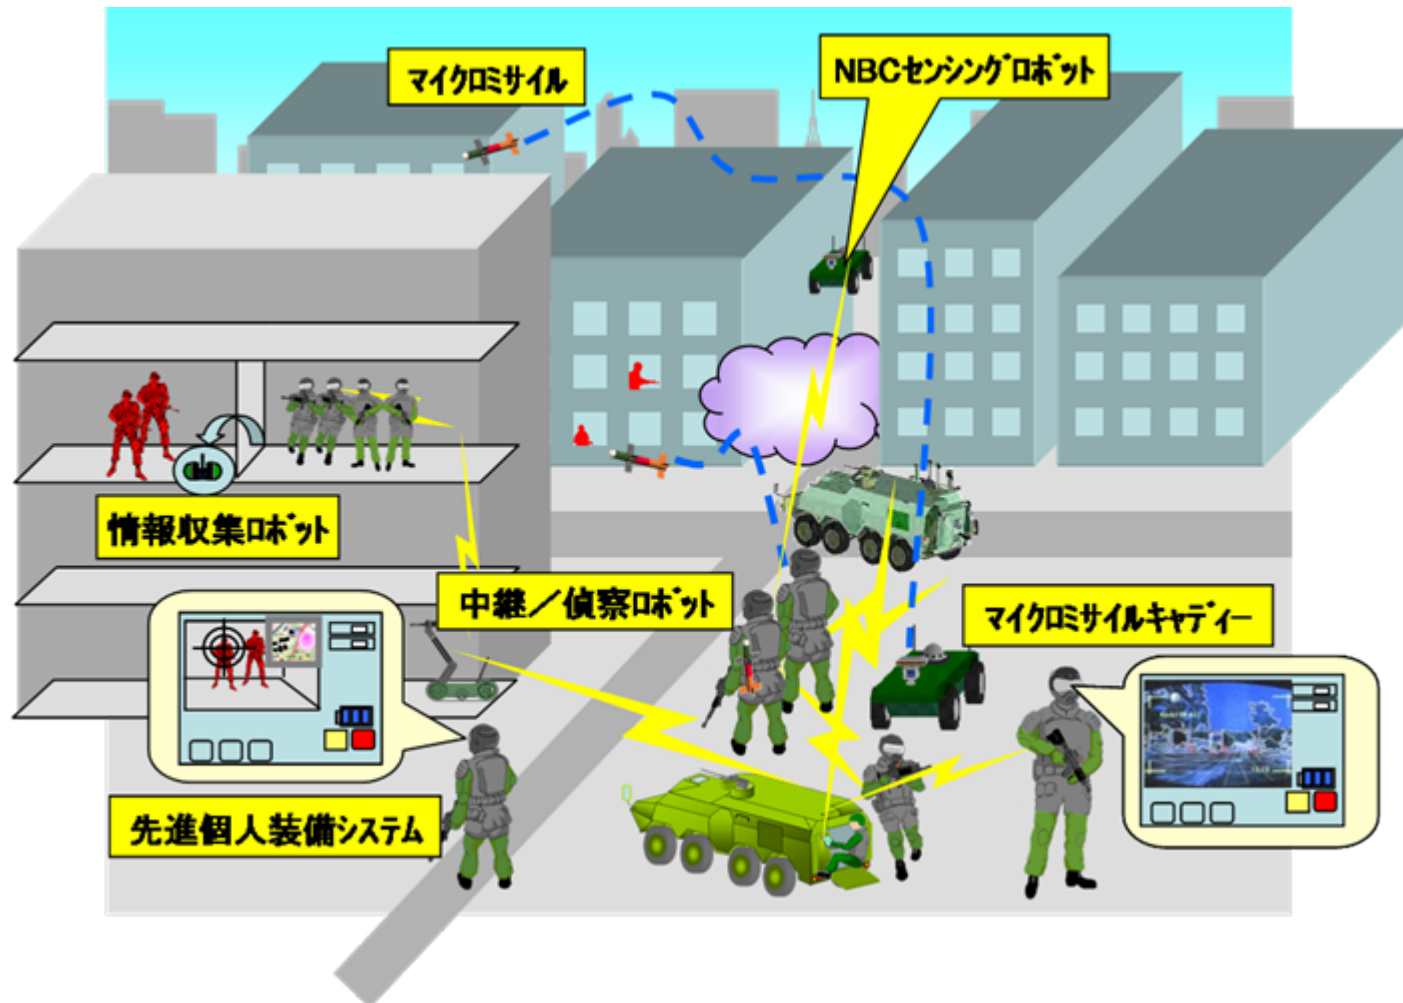 マイクロミサイル
NBCセンシングロボット
情報収集ロボット
中継／偵察ロボット
マイクロミサイルキャディー
先進個人装備システム